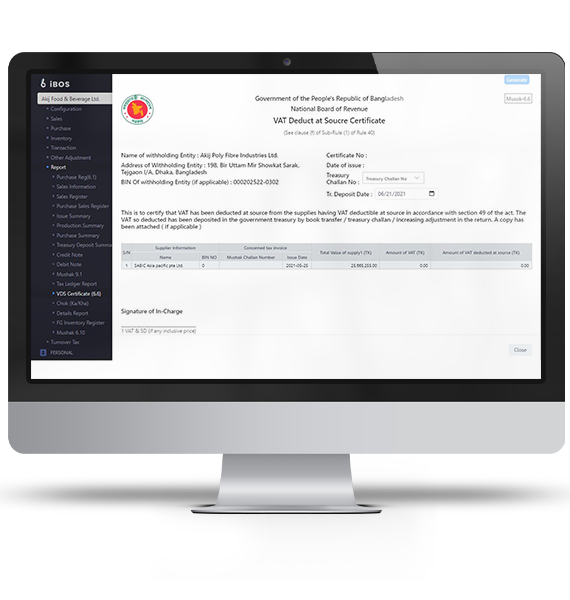 iBOS
Akij Food & Beverage Ltd.
Configuration
Sales
Purchase
Inventory
Transaction
Other Adjustment
Report
Purchase Reg(6.1)
Sales Information
Sales Register
Purchase Sales Register
Issue Summary
Production Summary
Purchase Summary
Treasury Deposit Summa
Credit Note
Debit Note
Mushak 9.1
Tax Ledger Report
VDS Certificate (6.6)
Chok (Ka/Kha)
Details Report
FG Inventory Register
Mushak 6.10
Turnover Tax
PERSONAL
Generate
Musok-6.6
Government of the People's Republic of Bangladesh
National Board of Revenue
VAT Deduct at Soucre Certificate
(See clause (f) of Sub-Rule (1) of Rule 40)
Name of withholding Entity : Akij Poly Fibre Industries Ltd.
Address of Withholding Entity : 198, Bir Uttam Mir Showkat Sarak,
Tejgaon I/A, Dhaka, Bangladesh
BIN Of withholding Entity (if applicable) : 000202522-0302
Certificate No :
Date of issue :
Treasury
Challan No : Treasury Challan No
Tr. Deposit Date : 06/21/2021
This is to certify that VAT has been deducted at source from the supplies having VAT deductible at source in accordance with section 49 of the act. The
VAT so deducted has been deposited in the government treasury by book transfer / treasury challan / Increasing adjustment in the return. A copy has
been attached ( if applicable )
S/N Supplier Information Concerned tax invoice Total Value of supply1 (TK) Amount of VAT (TK) Amount of VAT deducted at source (TK)
Name BIN NO Mushak Challan Number Issue Date
1 SABIC Asia pacific pte Ltd. 0 2021-05-25 25,665,255.00 0.00 0.00
Signature of In-Charge
1 VAT & SD (if any inclusive price)
Close